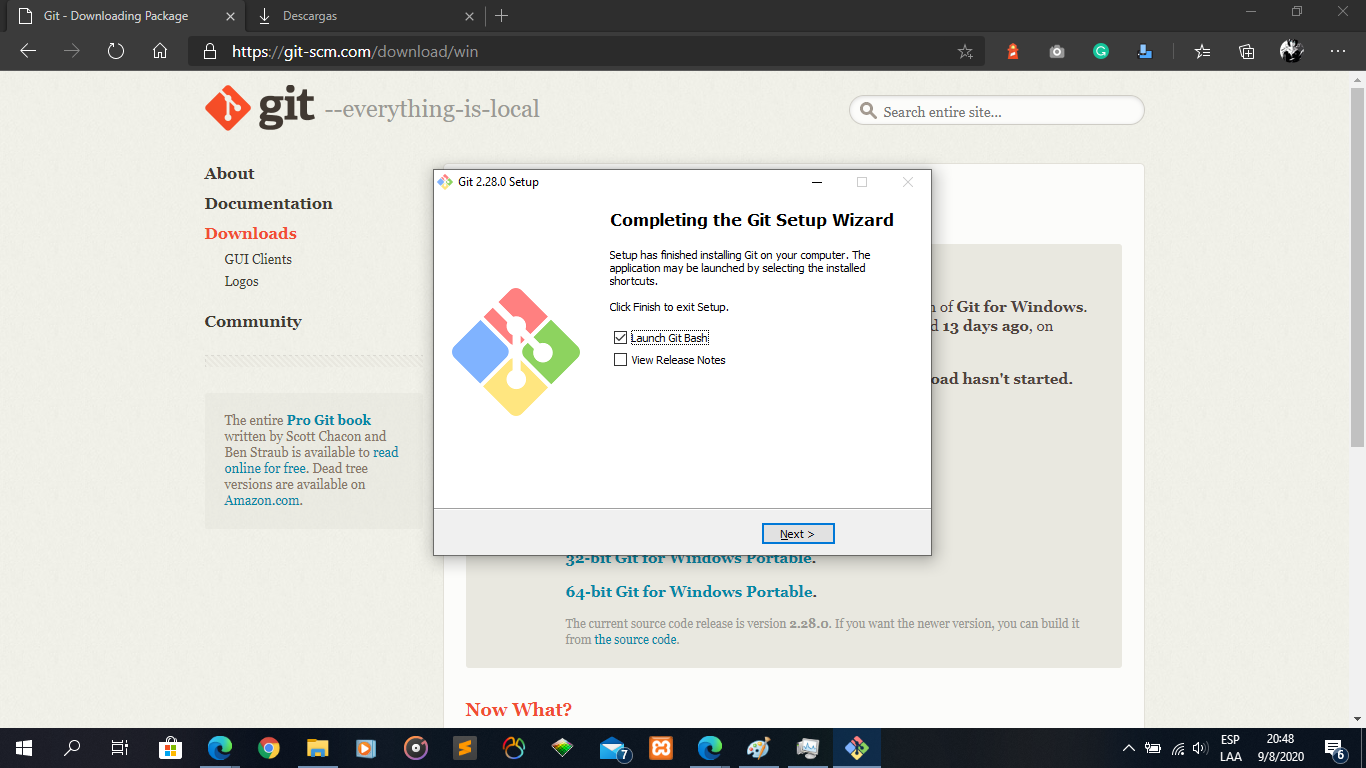 Git - Downloading Package
Descargas
https://git-scm.com/download/win
git --everything-is-local
Search entire site...
About
Documentation
Downloads
GUI Clients
Logos
Community
The entire Pro Git book
written by Scott Chacon and
Ben Straub is available to read
online for free. Dead tree
versions are available on
Amazon.com.
Git 2.28.0 Setup
Completing the Git Setup Wizard
Setup has finished installing Git on your computer. The
application may be launched by selecting the installed
shortcuts.
Click Finish to exit Setup.
Launch Git Bash
View Release Notes
Next >
of Git for Windows.
13 days ago, on
hasn't started.
32-bit Git for Windows Portable.
64-bit Git for Windows Portable.
The current source code release is version 2.28.0. If you want the newer version, you can build it
from the source code.
Now What?
7
ESP
LAA
20:48
9/8/2020
6